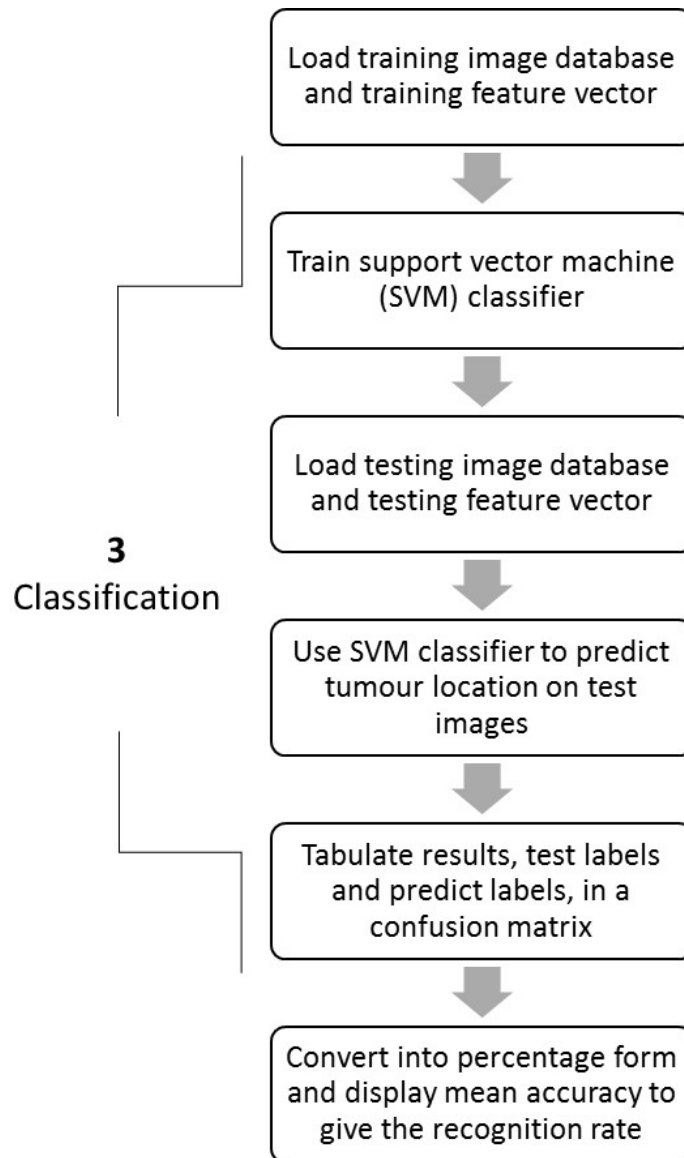 Load training image database
and training feature vector
Train support vector machine
(SVM) classifier
Load testing image database
and testing feature vector
3
Classification
Use SVM classifier to predict
tumour location on test
images
Tabulate results, test labels
and predict labels, in a
confusion matrix
Convert into percentage form
and display mean accuracy to
give the recognition rate